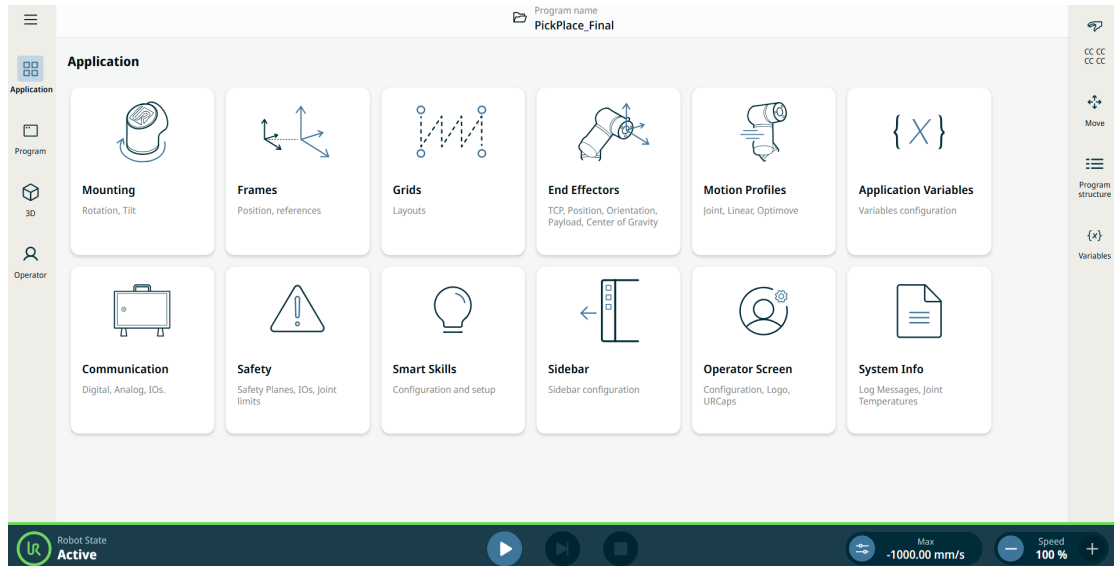 Program name
PickPlace_Final
Application
Program
3D
Operator
Application
Mounting
Rotation, Tilt
Frames
Position, references
Grids
Layouts
End Effectors
TCP, Position, Orientation,
Payload, Center of Gravity
Motion Profiles
Joint, Linear, Optimove
{X}
Application Variables
Variables configuration
Communication
Digital, Analog, IOs.
Safety
Safety Planes, IOs, Joint
limits
Smart Skills
Configuration and setup
Sidebar
Sidebar configuration
Operator Screen
Configuration, Logo,
URCaps
System Info
Log Messages, Joint
Temperatures
CC CC
CC CC
Move
Program
structure
{x}
Variables
UR
Robot State
Active
Max
-1000.00 mm/s
Speed
100 %